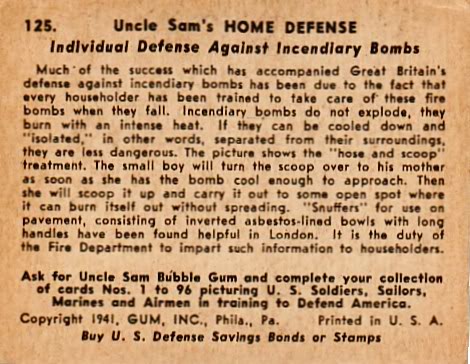 125. Uncle Sam's HOME DEFENSE
Individual Defense Against Incendiary Bombs
Much of the success which has accompanied Great Britain's
defense against incendiary bombs has been due to the fact that
every householder has been trained to take care of these fire
bombs when they fall. Incendiary bombs do not explode, they
burn with an intense heat. If they can be cooled down and
"isolated," in other words, separated from their surroundings,
they are less dangerous. The picture shows the "hose and scoop"
treatment. The small boy will turn the scoop over to his mother
as soon as she has the bomb cool enough to approach. Then
she will scoop it up and carry it out to some open spot where
it can burn itself out without spreading. "Snuffers" for use on
pavement, consisting of inverted asbestos-lined bowls with long
handles have been found helpful in London. It is the duty of
the Fire Department to impart such information to householders.
Ask for Uncle Sam Bubble Gum and complete your collection
of cards Nos. 1 to 96 picturing U. S. Soldiers, Sailors,
Marines and Airmen in training to Defend America.
Copyright 1941, GUM, INC., Phila., Pa. Printed in U. S. A.
Buy U. S. Defense Savings Bonds or Stamps